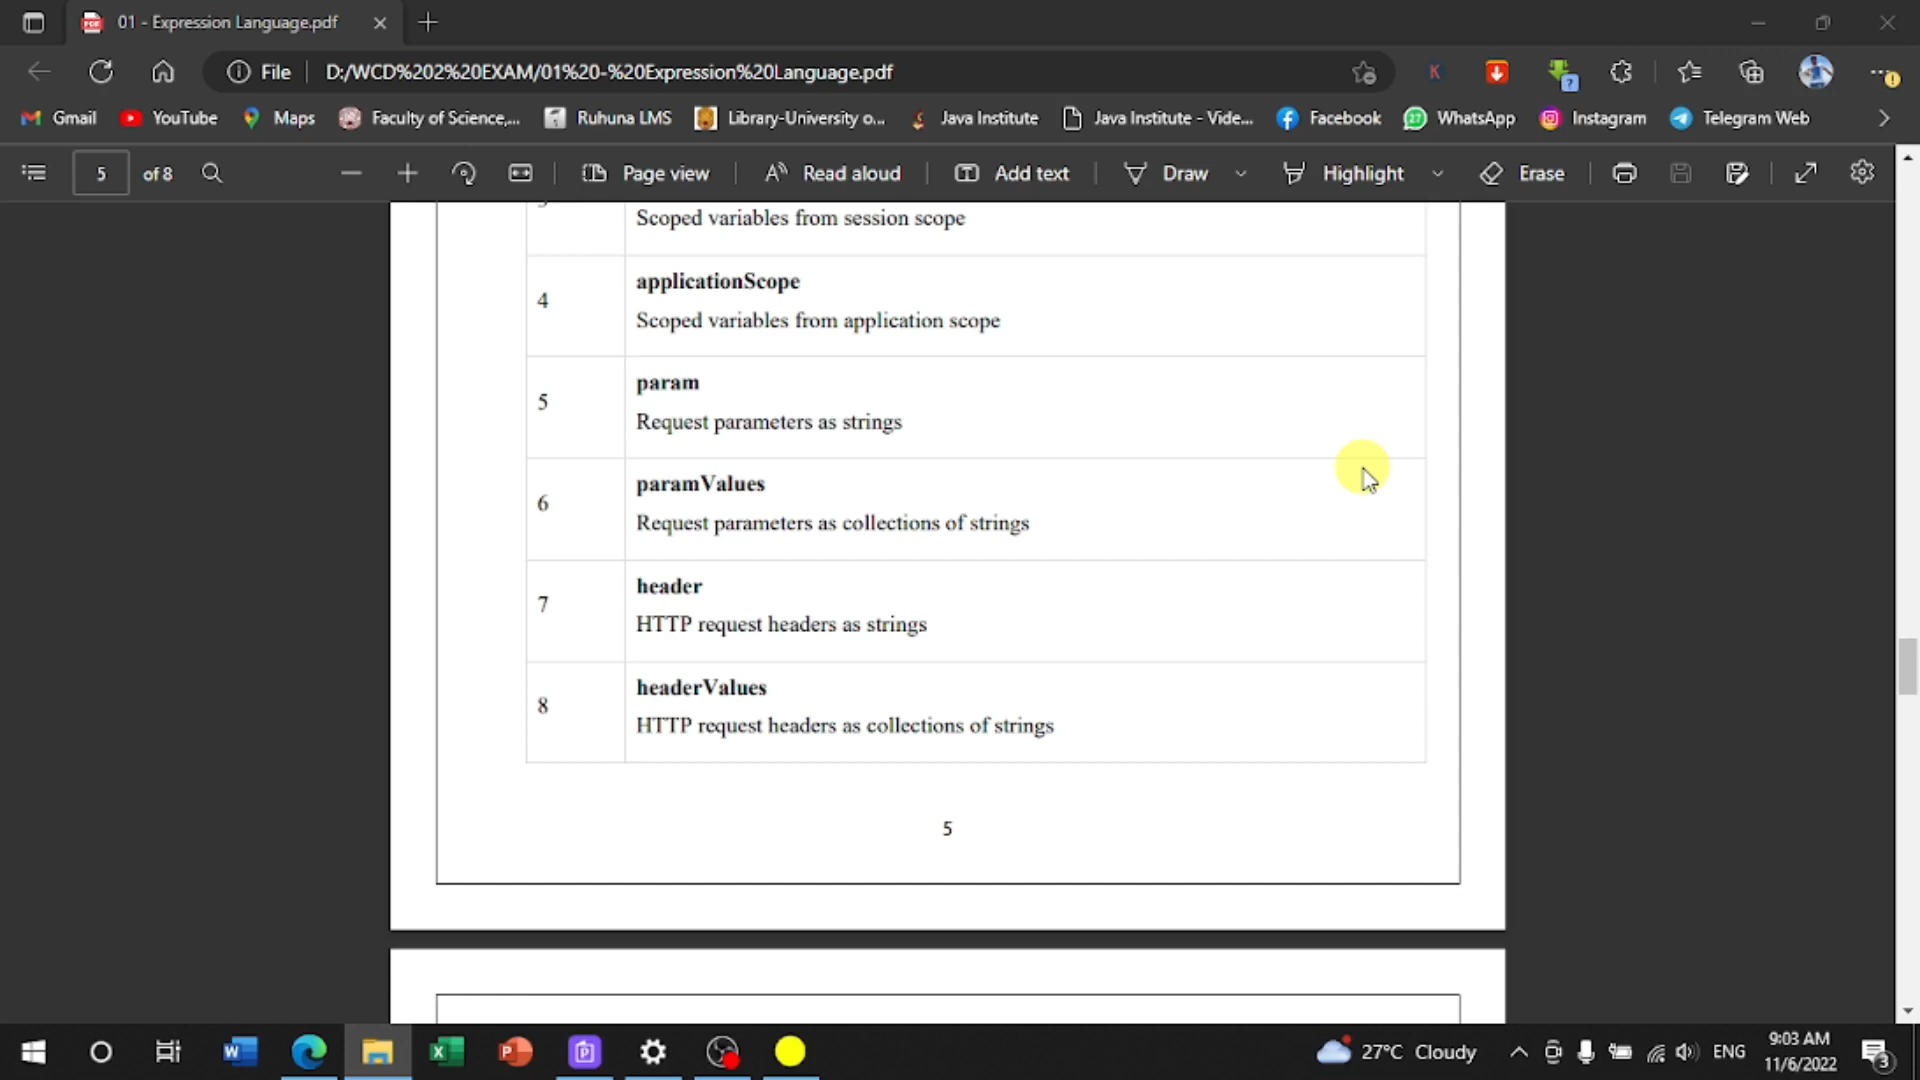 01 - Expression Language.pdf
File D:/WCD%202%20EXAM/01%20-%20Expression%20Language.pdf
Gmail YouTube Maps Faculty of Science,... Ruhuna LMS Library-University o... Java Institute Java Institute - Vide... Facebook WhatsApp Instagram Telegram Web
5 of 8 Page view Read aloud Add text Draw Highlight Erase
Scoped variables from session scope
4
applicationScope
Scoped variables from application scope
5
param
Request parameters as strings
6
paramValues
Request parameters as collections of strings
7
header
HTTP request headers as strings
8
headerValues
HTTP request headers as collections of strings
5
27°C Cloudy ENG 9:03 AM
11/6/2022 3